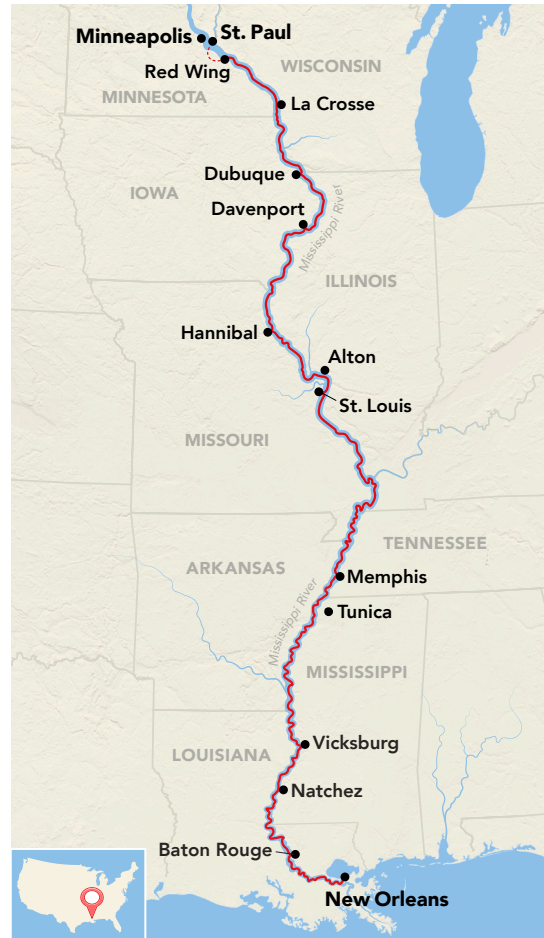 St. Paul
Minneapolis
Red Wing
WISCONSIN
MINNESOTA
La Crosse
Dubuque
IOWA
Davenport
Mississippi River
ILLINOIS
Hannibal
Alton
St. Louis
MISSOURI
TENNESSEE
ARKANSAS
Memphis
Mississippi River
Tunica
MISSISSIPPI
Vicksburg
LOUISIANA
Natchez
Baton Rouge
New Orleans